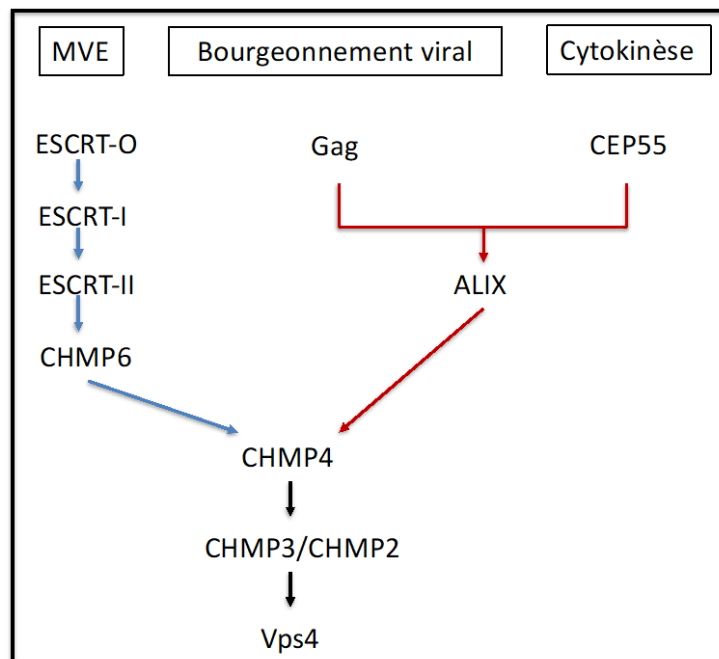 MVE
Bourgeonnement viral
Cytokinèse
ESCRT-O
Gag
CEP55
ESCRT-I
ESCRT-II
ALIX
CHMP6
CHMP4
CHMP3/CHMP2
Vps4